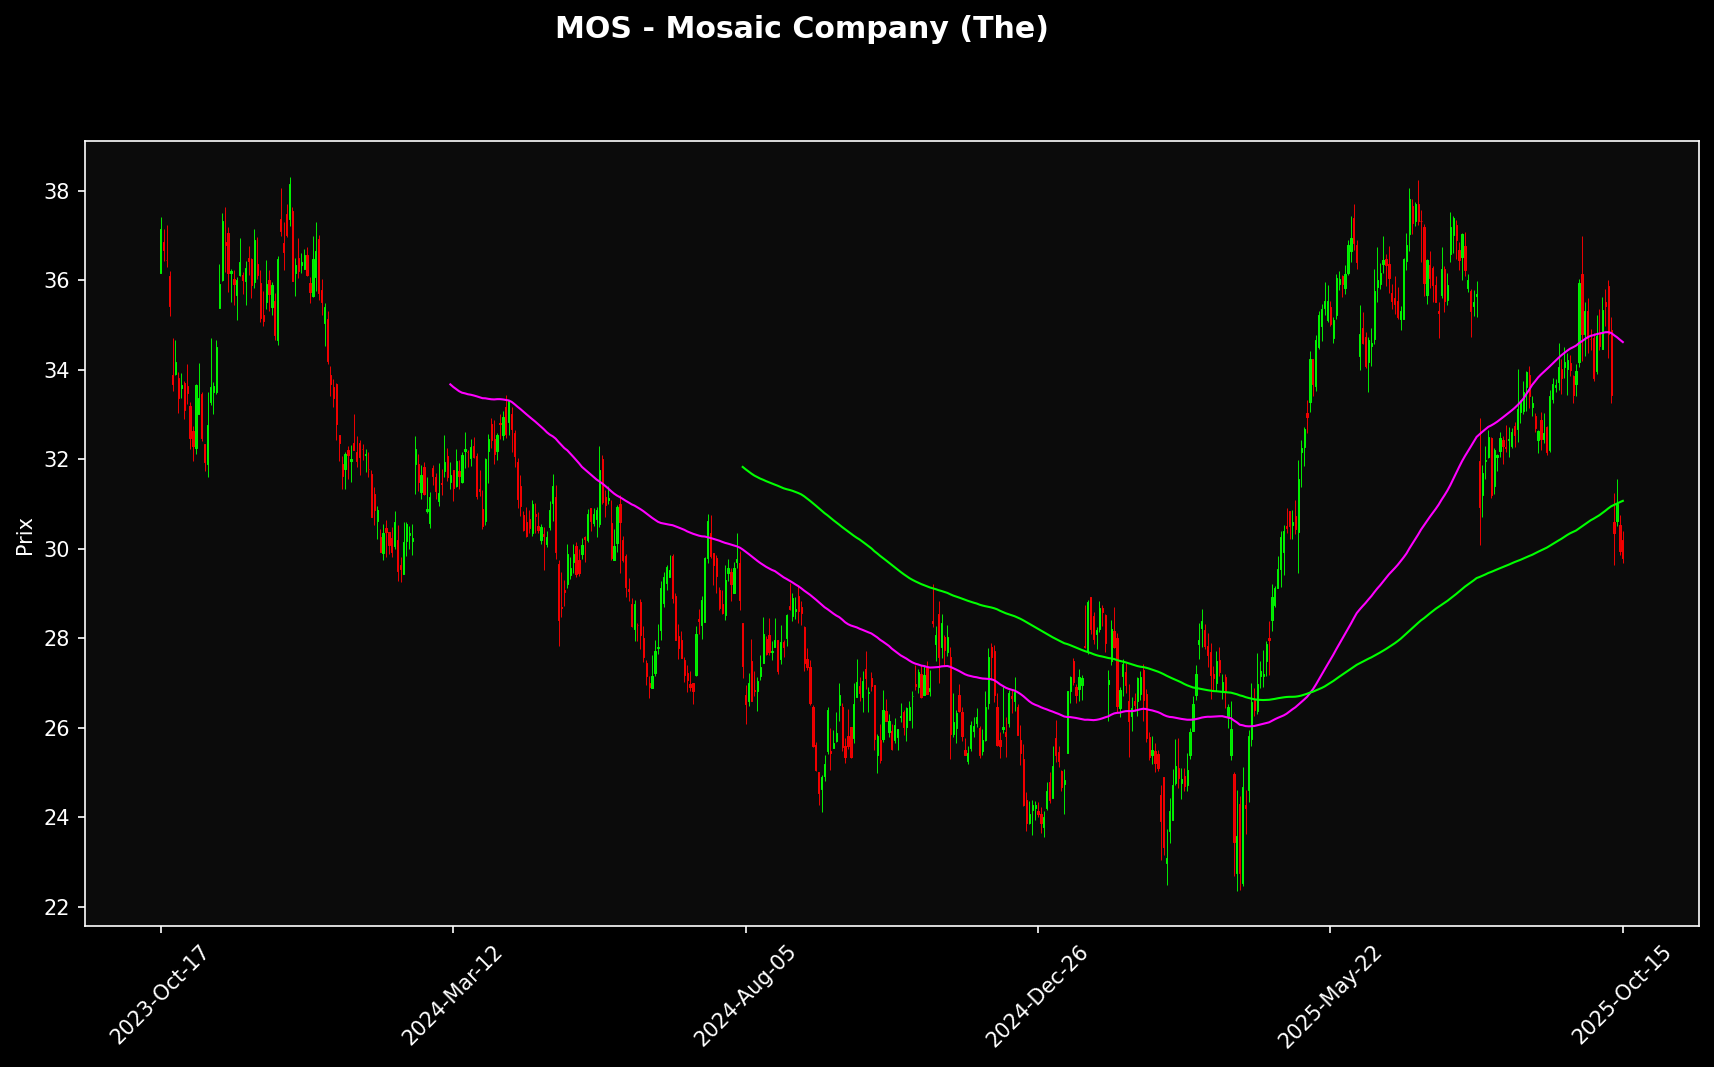 MOS - Mosaic Company (The)
Prix
38
36
34
32
30
28
26
24
22
2023-Oct-17
2024-Mar-12
2024-Aug-05
2024-Dec-26
2025-May-22
2025-Oct-15